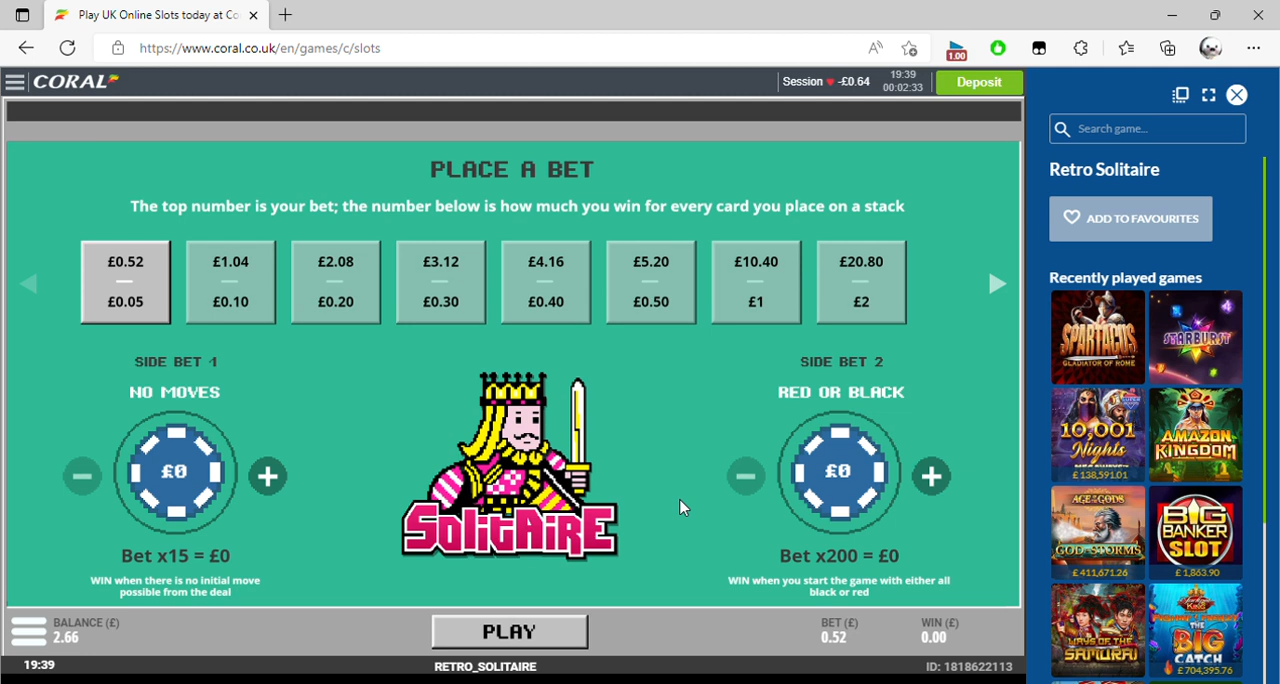 Play UK Online Slots today at Co
https://www.coral.co.uk/en/games/c/slots
1.00
CORAL
Session -£0.64
19:39
00:02:33
Deposit
Search game...
Retro Solitaire
ADD TO FAVOURITES
Recently played games
PLACE A BET
The top number is your bet; the number below is how much you win for every card you place on a stack
£0.52 £1.04 £2.08 £3.12 £4.16 £5.20 £10.40 £20.80
£0.05 £0.10 £0.20 £0.30 £0.40 £0.50 £1 £2
SIDE BET 1
NO MOVES
£0
Bet x15 = £0
WIN when there is no initial move
possible from the deal
SOLITAIRE
SIDE BET 2
RED OR BLACK
£0
Bet x200 = £0
WIN when you start the game with either all
black or red
SPARTACUS
GLADIATOR OF ROME
STARBURST
10,001
Nights
MEGAWAYS
£138,591.01
AMAZON
KINGDOM
AGE OF THE GODS
GOD OF STORMS
£411,671.26
BIG
BANKER
SLOT
£1,863.90
WAYS OF THE
SAMURAI
THE
BIG
CATCH
£704,395.76
BALANCE (£)
2.66
PLAY
BET (£)
0.52
WIN (£)
0.00
19:39
RETRO_SOLITAIRE
ID: 1818622113